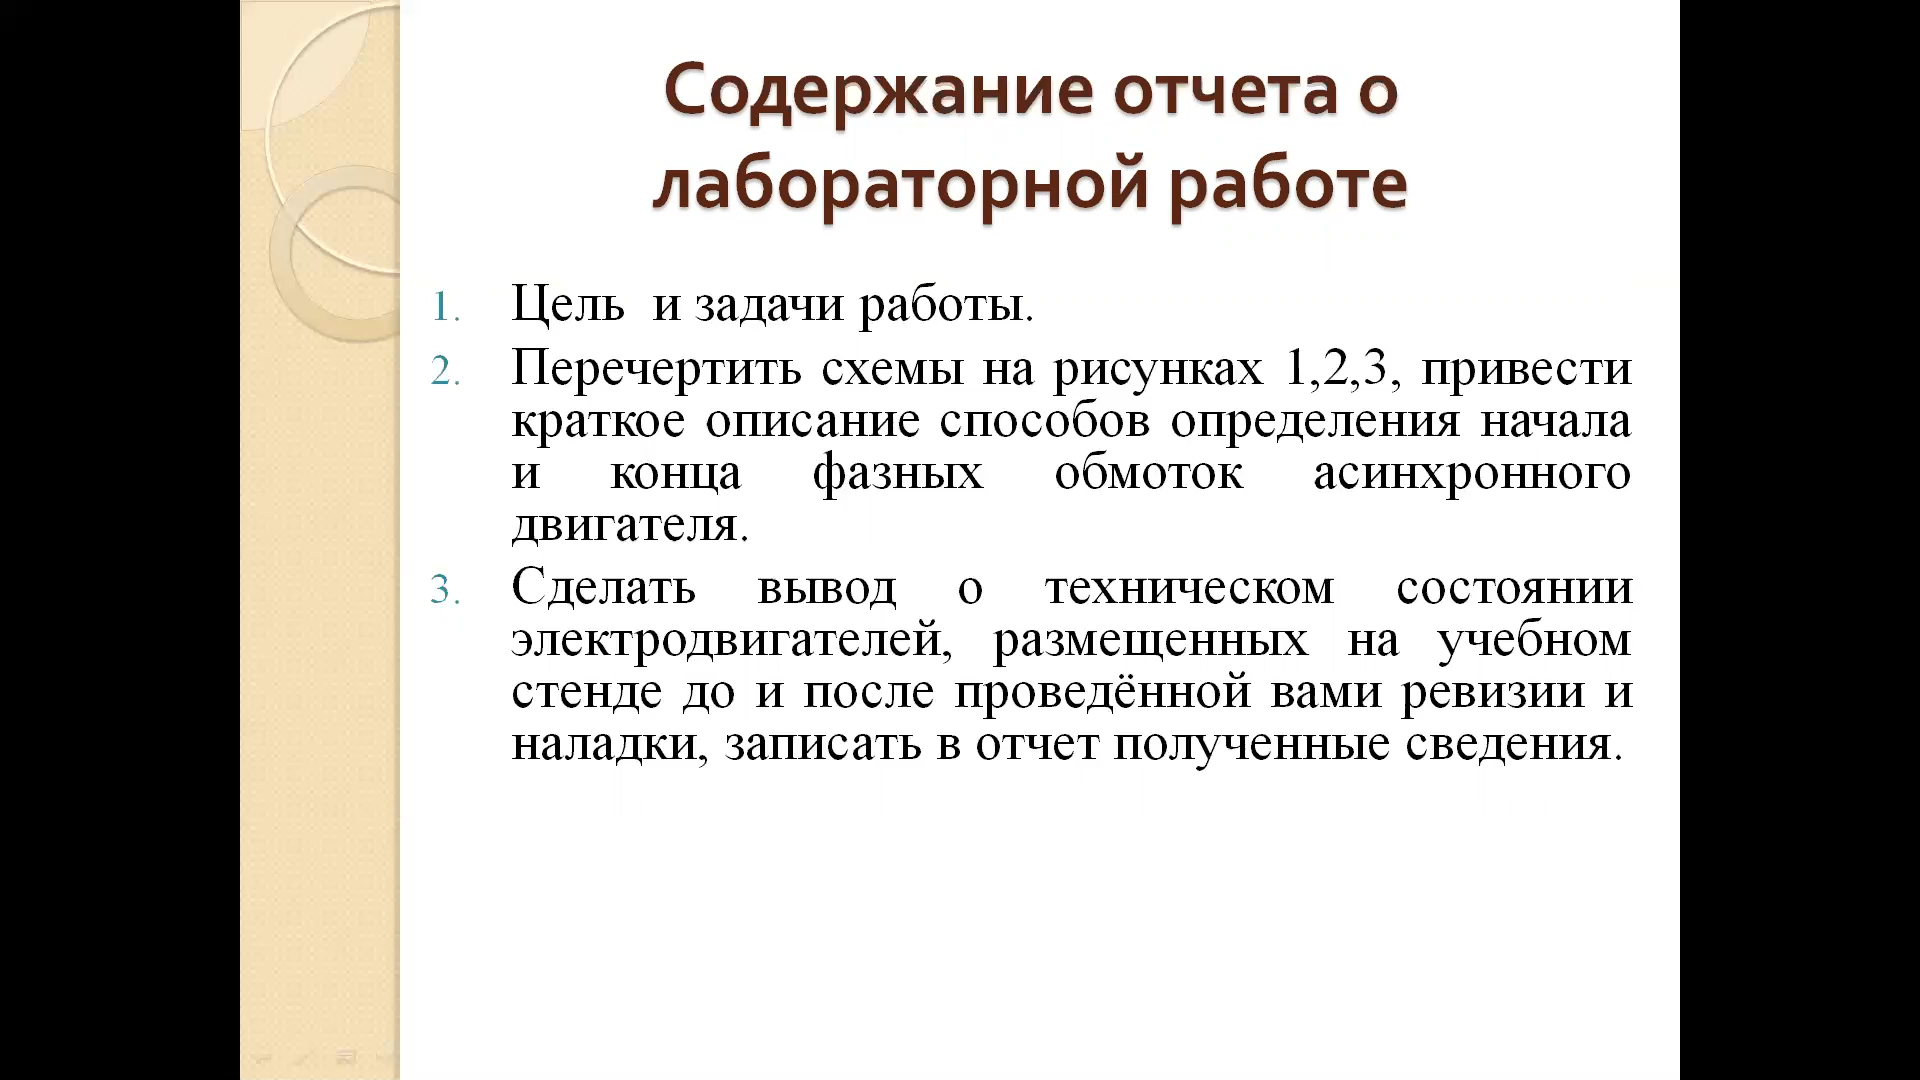 Содержание отчета о
лабораторной работе
1. Цель и задачи работы.
2. Перечертить схемы на рисунках 1,2,3, привести
краткое описание способов определения начала
и конца фазных обмоток асинхронного
двигателя.
3. Сделать вывод о техническом состоянии
электродвигателей, размещенных на учебном
стенде до и после проведённой вами ревизии и
наладки, записать в отчет полученные сведения.